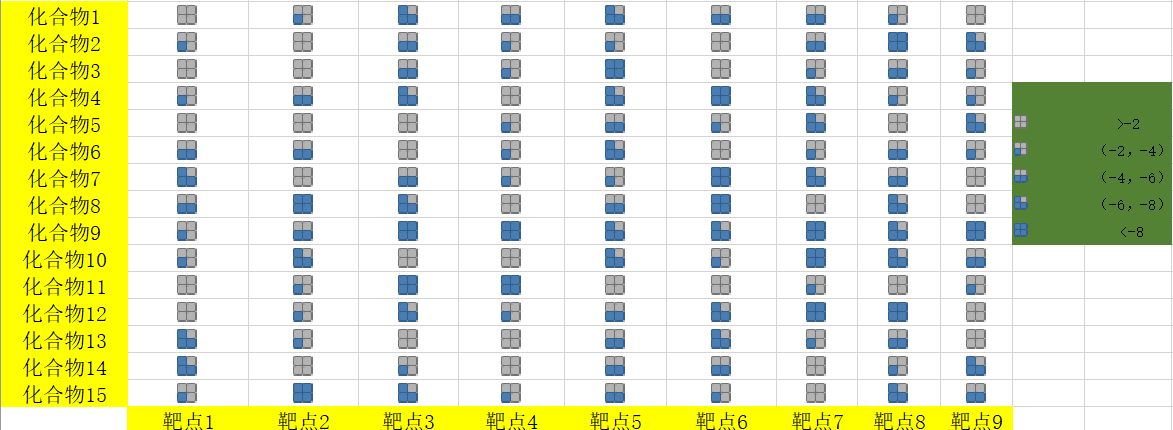 化合物1
化合物2
化合物3
化合物4
化合物5
>-2
化合物6
(-2，-4)
化合物7
(-4，-6)
化合物8
(-6，-8)
化合物9
<-8
化合物10
化合物11
化合物12
化合物13
化合物14
化合物15
靶点1 靶点2 靶点3 靶点4 靶点5 靶点6 靶点7 靶点8 靶点9